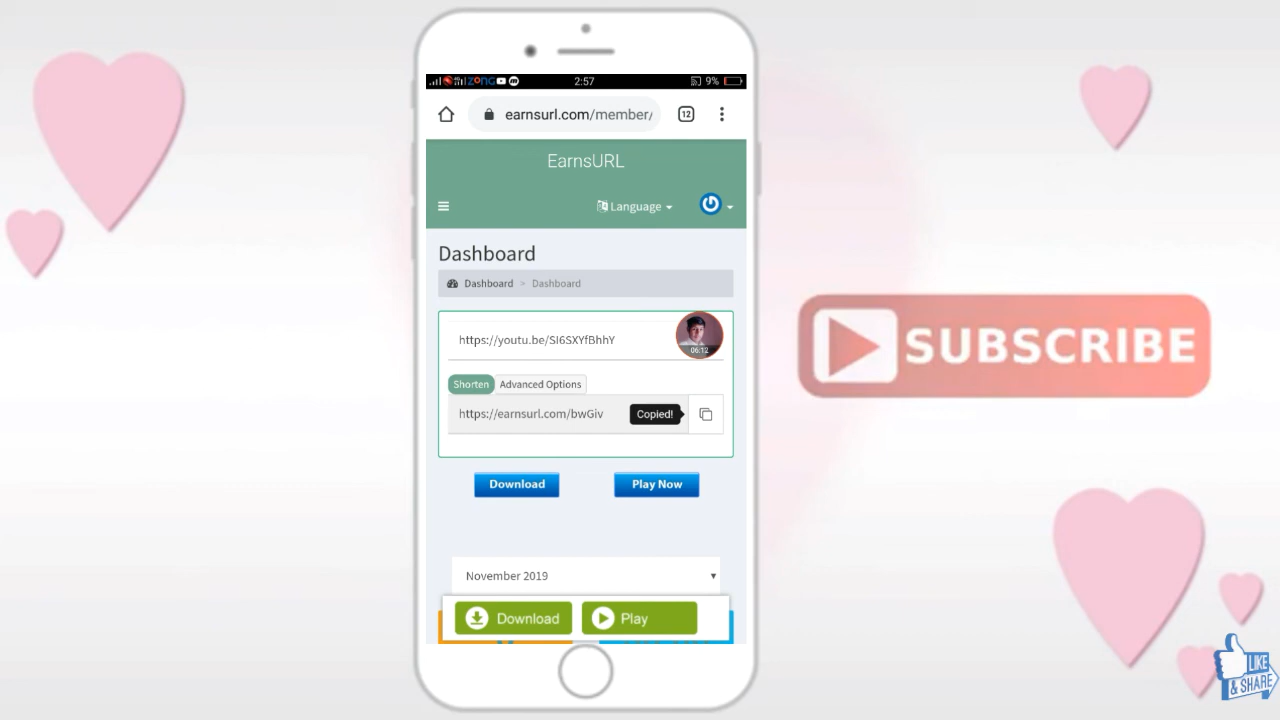 ZONG
2:57
9%
earnsurl.com/member/
12
EarnsURL
Language
Dashboard
Dashboard > Dashboard
https://youtu.be/SI6SXYfBhhY
06:12
Shorten
Advanced Options
https://earnsurl.com/bwGiv
Copied!
Download
Play Now
November 2019
Download
Play
SUBSCRIBE
LIKE
& SHARE